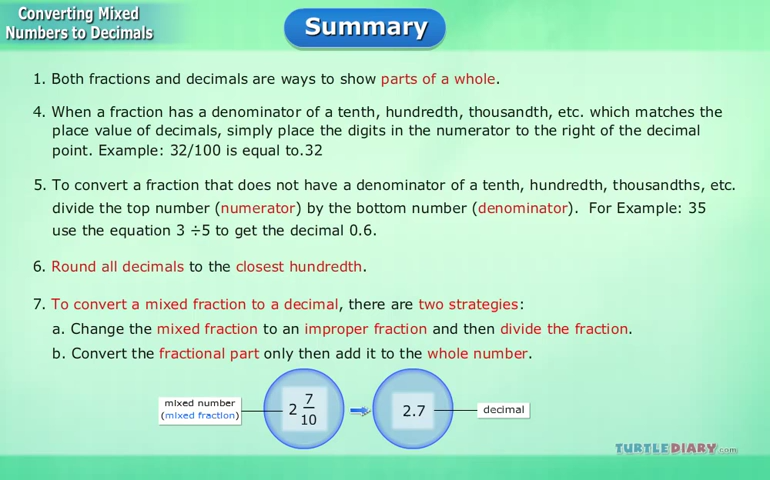 Converting Mixed
Numbers to Decimals
Summary
1. Both fractions and decimals are ways to show parts of a whole.
4. When a fraction has a denominator of a tenth, hundredth, thousandth, etc. which matches the
place value of decimals, simply place the digits in the numerator to the right of the decimal
point. Example: 32/100 is equal to.32
5. To convert a fraction that does not have a denominator of a tenth, hundredth, thousandths, etc.
divide the top number (numerator) by the bottom number (denominator). For Example: 35
use the equation 3 ÷5 to get the decimal 0.6.
6. Round all decimals to the closest hundredth.
7. To convert a mixed fraction to a decimal, there are two strategies:
a. Change the mixed fraction to an improper fraction and then divide the fraction.
b. Convert the fractional part only then add it to the whole number.
mixed number
(mixed fraction)
2 7/10
2.7
decimal
TURTLEDIARY.com